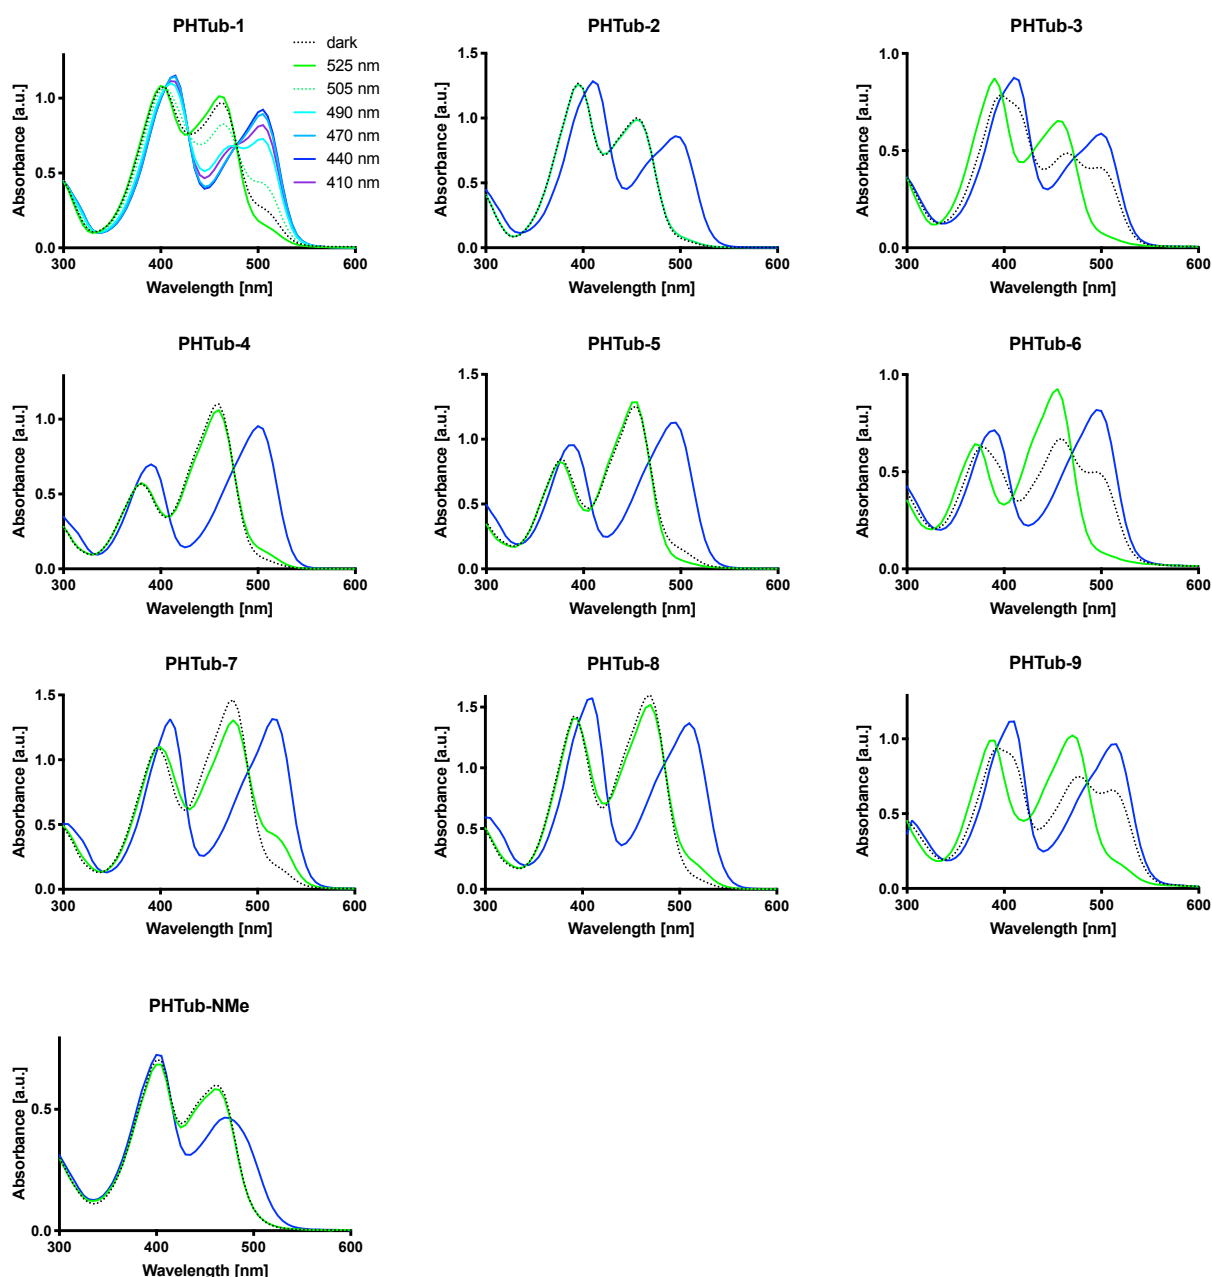 PHTub-1
dark
525 nm
505 nm
490 nm
470 nm
440 nm
410 nm
Absorbance [a.u.]
1.0
0.5
0.0
300 400 500 600
Wavelength [nm]
PHTub-2
Absorbance [a.u.]
1.5
1.0
0.5
0.0
300 400 500 600
Wavelength [nm]
PHTub-3
Absorbance [a.u.]
1.0
0.5
0.0
300 400 500 600
Wavelength [nm]
PHTub-4
Absorbance [a.u.]
1.0
0.5
0.0
300 400 500 600
Wavelength [nm]
PHTub-5
Absorbance [a.u.]
1.5
1.0
0.5
0.0
300 400 500 600
Wavelength [nm]
PHTub-6
Absorbance [a.u.]
1.0
0.5
0.0
300 400 500 600
Wavelength [nm]
PHTub-7
Absorbance [a.u.]
1.5
1.0
0.5
0.0
300 400 500 600
Wavelength [nm]
PHTub-8
Absorbance [a.u.]
1.5
1.0
0.5
0.0
300 400 500 600
Wavelength [nm]
PHTub-9
Absorbance [a.u.]
1.0
0.5
0.0
300 400 500 600
Wavelength [nm]
PHTub-NMe
Absorbance [a.u.]
0.5
0.0
300 400 500 600
Wavelength [nm]